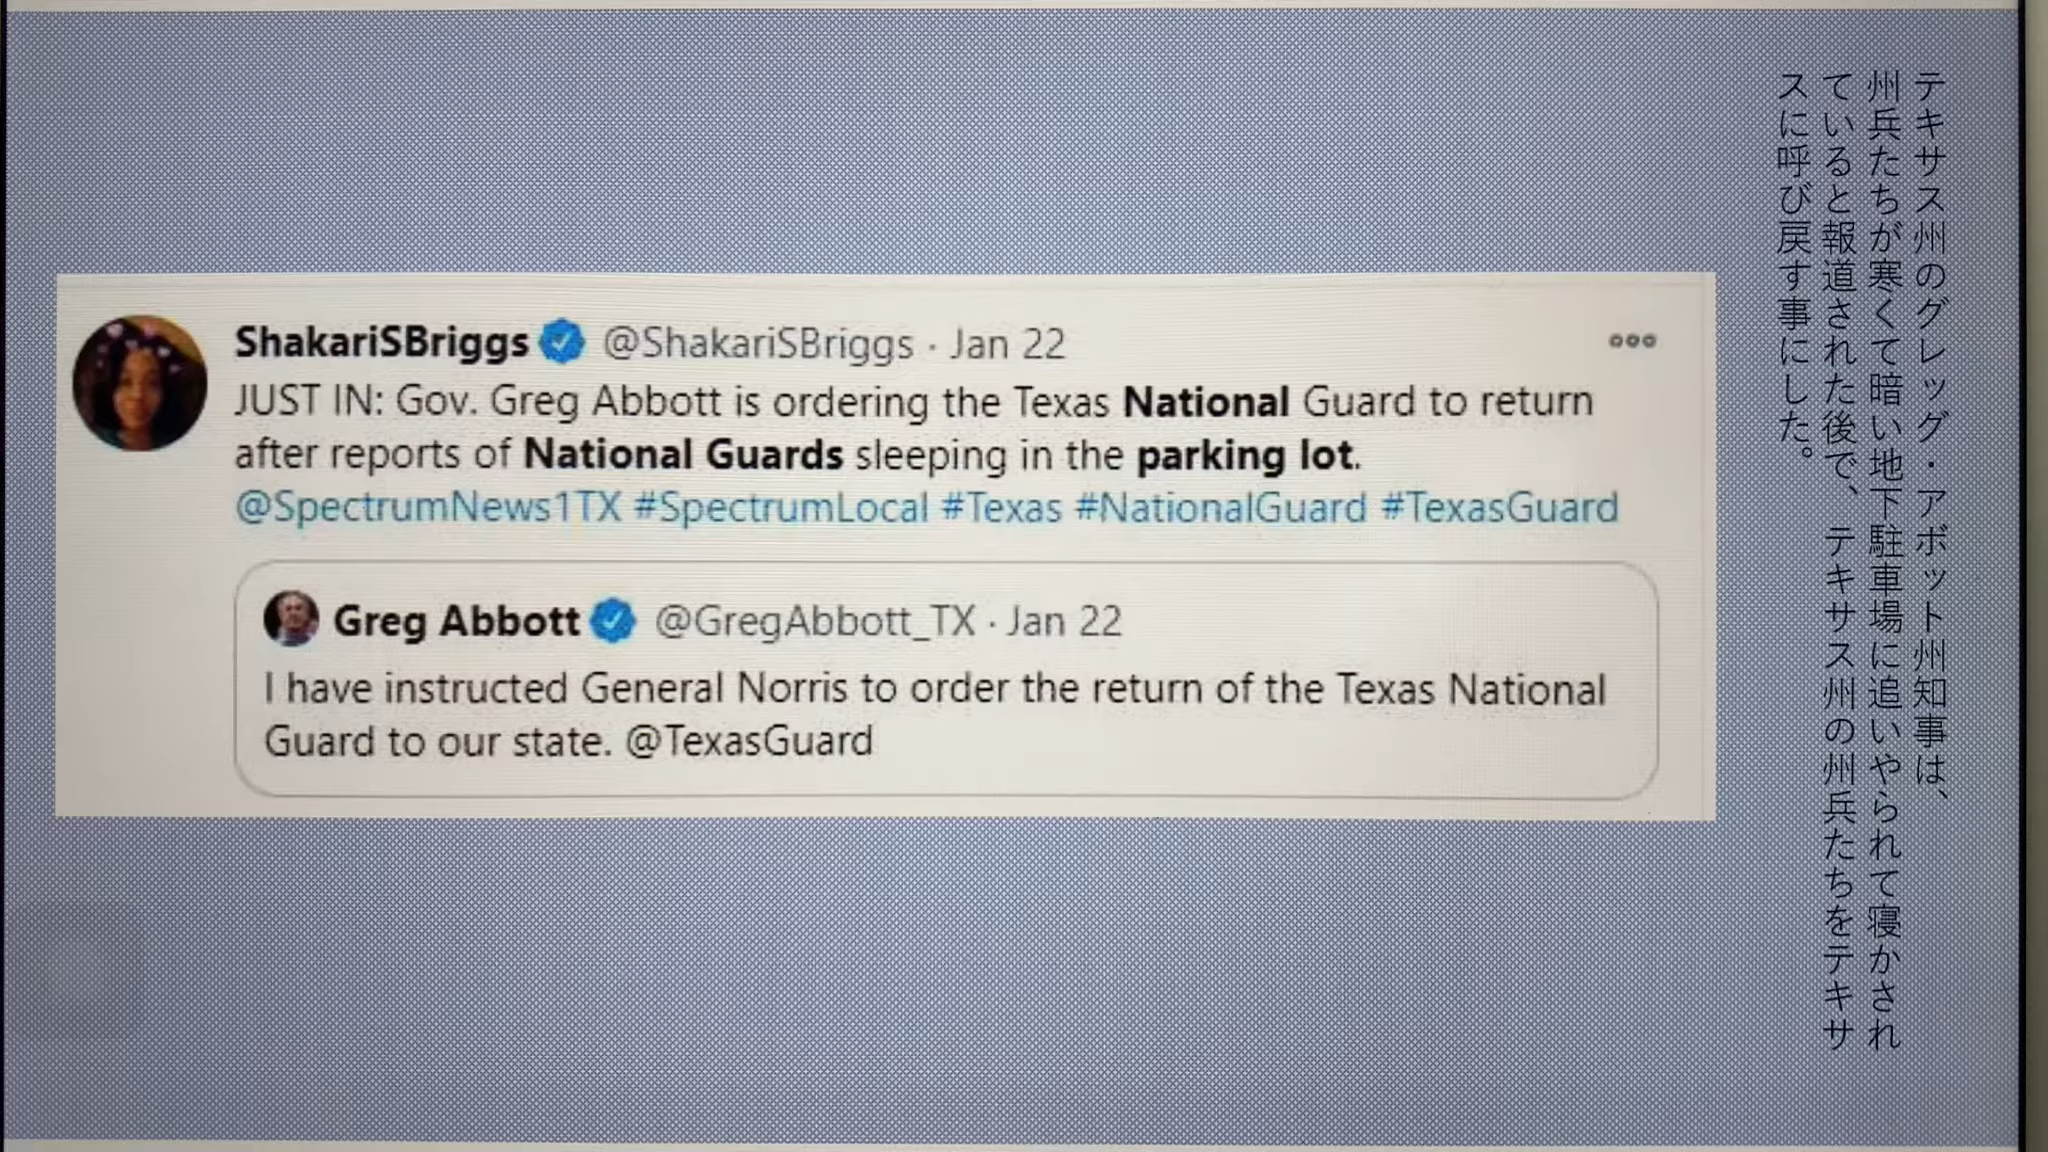 ShakariSBriggs @ShakariSBriggs · Jan 22
JUST IN: Gov. Greg Abbott is ordering the Texas National Guard to return
after reports of National Guards sleeping in the parking lot.
@SpectrumNews1TX #SpectrumLocal #Texas #NationalGuard #TexasGuard
Greg Abbott @GregAbbott_TX · Jan 22
I have instructed General Norris to order the return of the Texas National
Guard to our state. @TexasGuard
テキサス州のグレッグ・アボット州知事は、
州兵たちが寒くて暗い地下駐車場に追いやられて寝かされ
ていると報道された後で、テキサス州の州兵たちをテキサ
スに呼び戻す事にした。